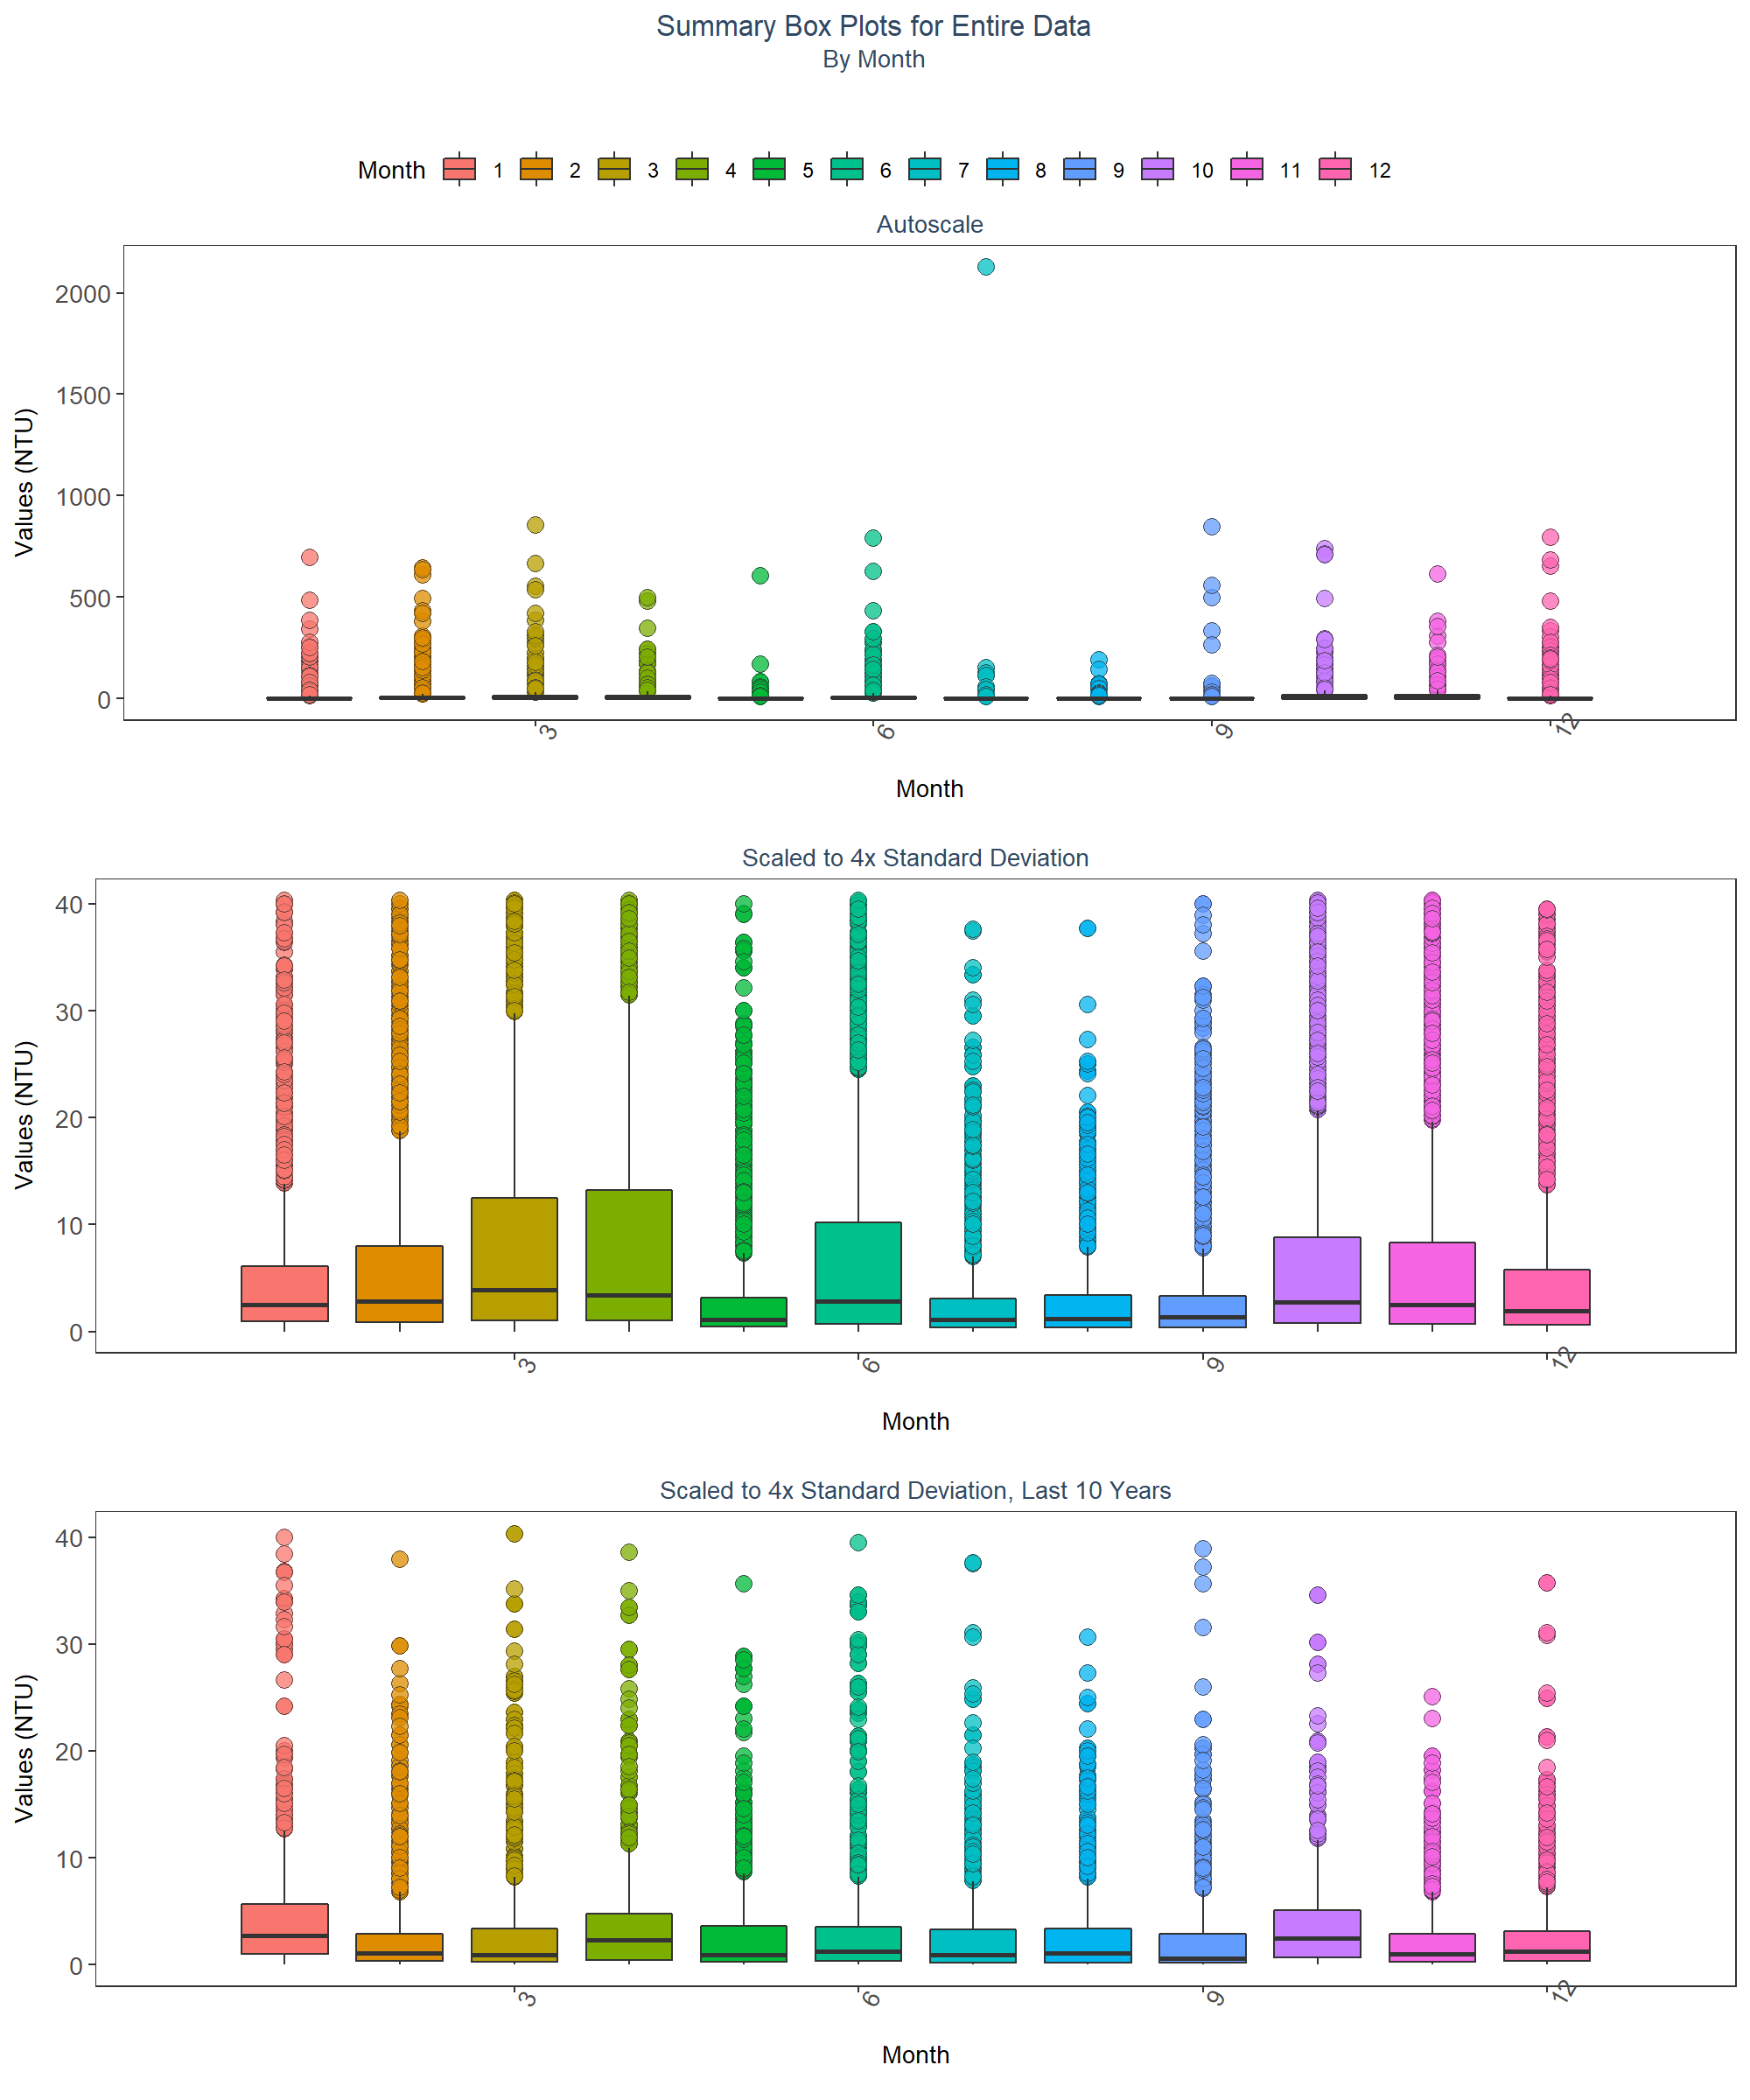 Summary Box Plots for Entire Data
By Month
Month 1 2 3 4 5 6 7 8 9 10 11 12
Autoscale
Values (NTU)
2000
1500
1000
500
0
3 6 9 12
Month
Scaled to 4x Standard Deviation
Values (NTU)
40
30
20
10
0
3 6 9 12
Month
Scaled to 4x Standard Deviation, Last 10 Years
Values (NTU)
40
30
20
10
0
3 6 9 12
Month